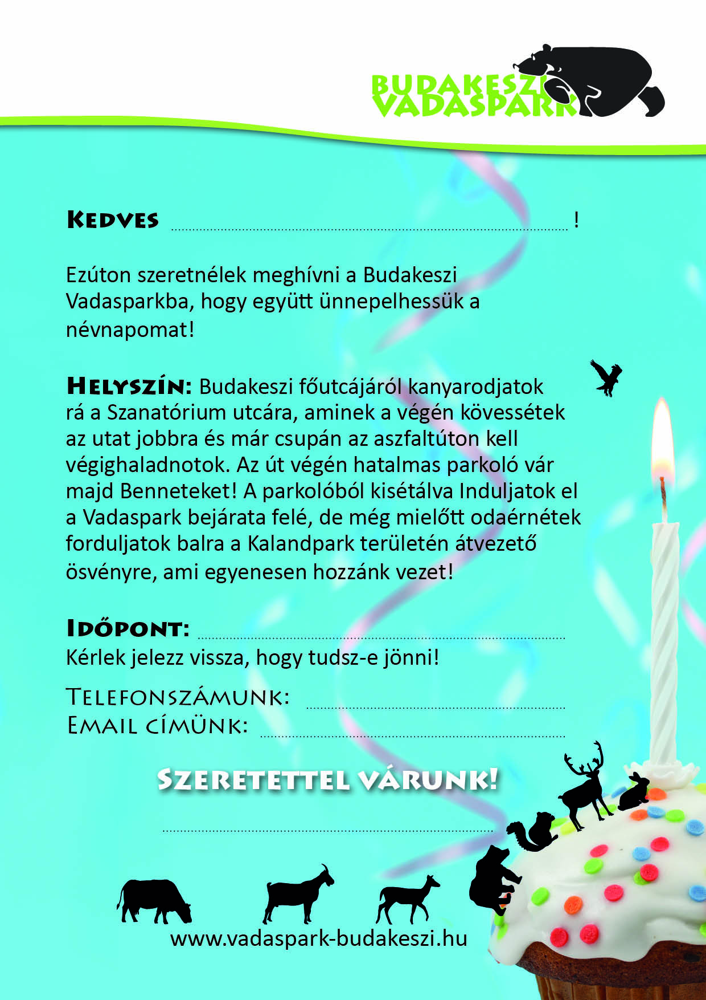 BUDAKESZI
VADASPARK
KEDVES ........ !
Ezúton szeretnélek meghívni a Budakeszi
Vadasparkba, hogy együtt ünnepelhessük a
névnapomat!
HELYSZÍN: Budakeszi főutcájáról kanyarodjatok
rá a Szanatórium utcára, aminek a végén kövessétek
az utat jobbra és már csupán az aszfaltúton kell
végighaladnotok. Az út végén hatalmas parkoló vár
majd Benneteket! A parkolóból kisétálva Induljatok el
a Vadaspark bejárata felé, de még mielőtt odaérnétek
forduljatok balra a Kalandpark területén átvezető
ösvényre, ami egyenesen hozzánk vezet!
IDŐPONT: ........
Kérlek jelezz vissza, hogy tudsz-e jönni!
TELEFONSZÁMUNK: ........
EMAIL CÍMÜNK: ........
SZERETETTEL VÁRUNK!
........
www.vadaspark-budakeszi.hu